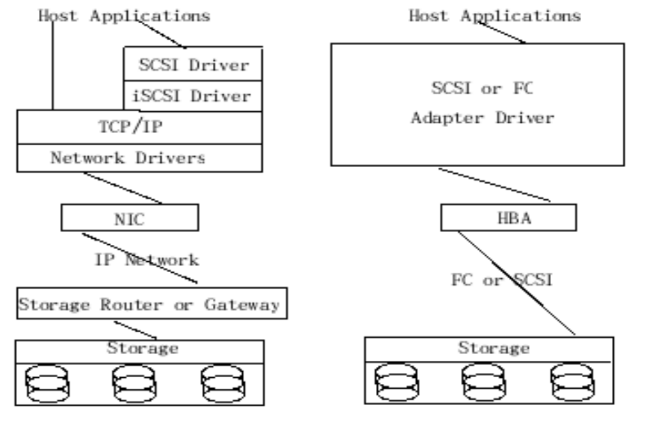 Host Applications
SCSI Driver
iSCSI Driver
TCP/IP
Network Drivers
NIC
IP Network
Storage Router or Gateway
Storage
Host Applications
SCSI or FC
Adapter Driver
HBA
FC or SCSI
Storage